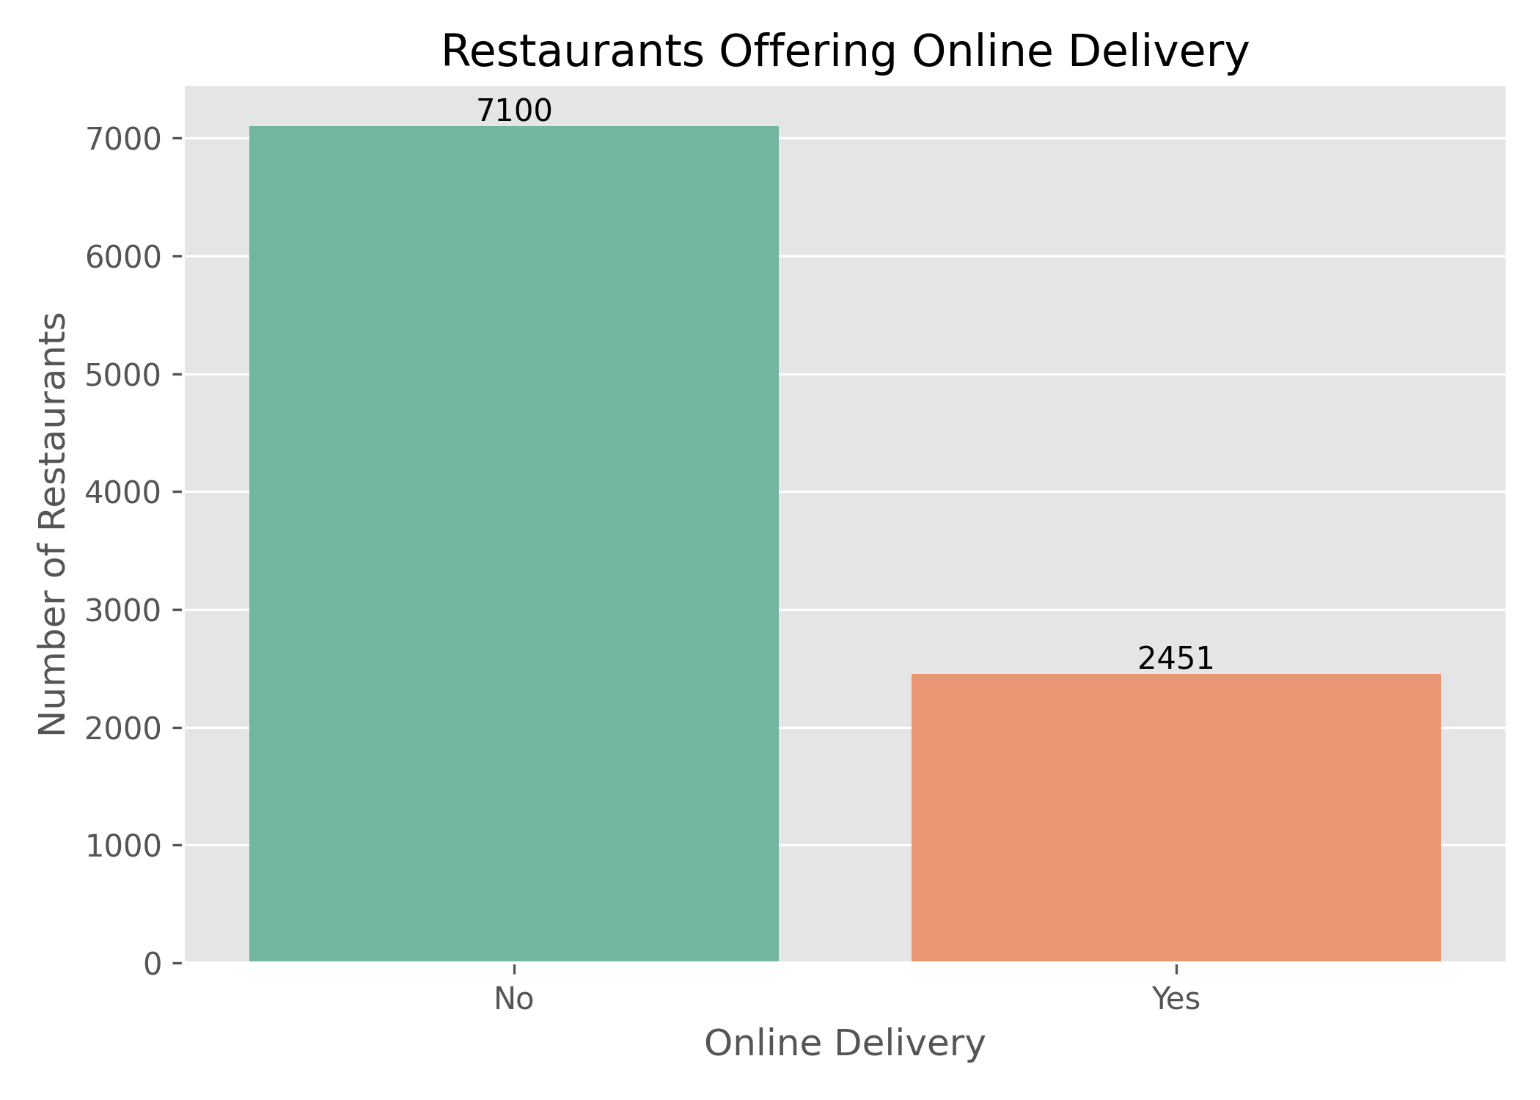 Restaurants Offering Online Delivery
7100
7000
6000
5000
4000
3000
2451
2000
1000
0
Number of Restaurants
No
Yes
Online Delivery